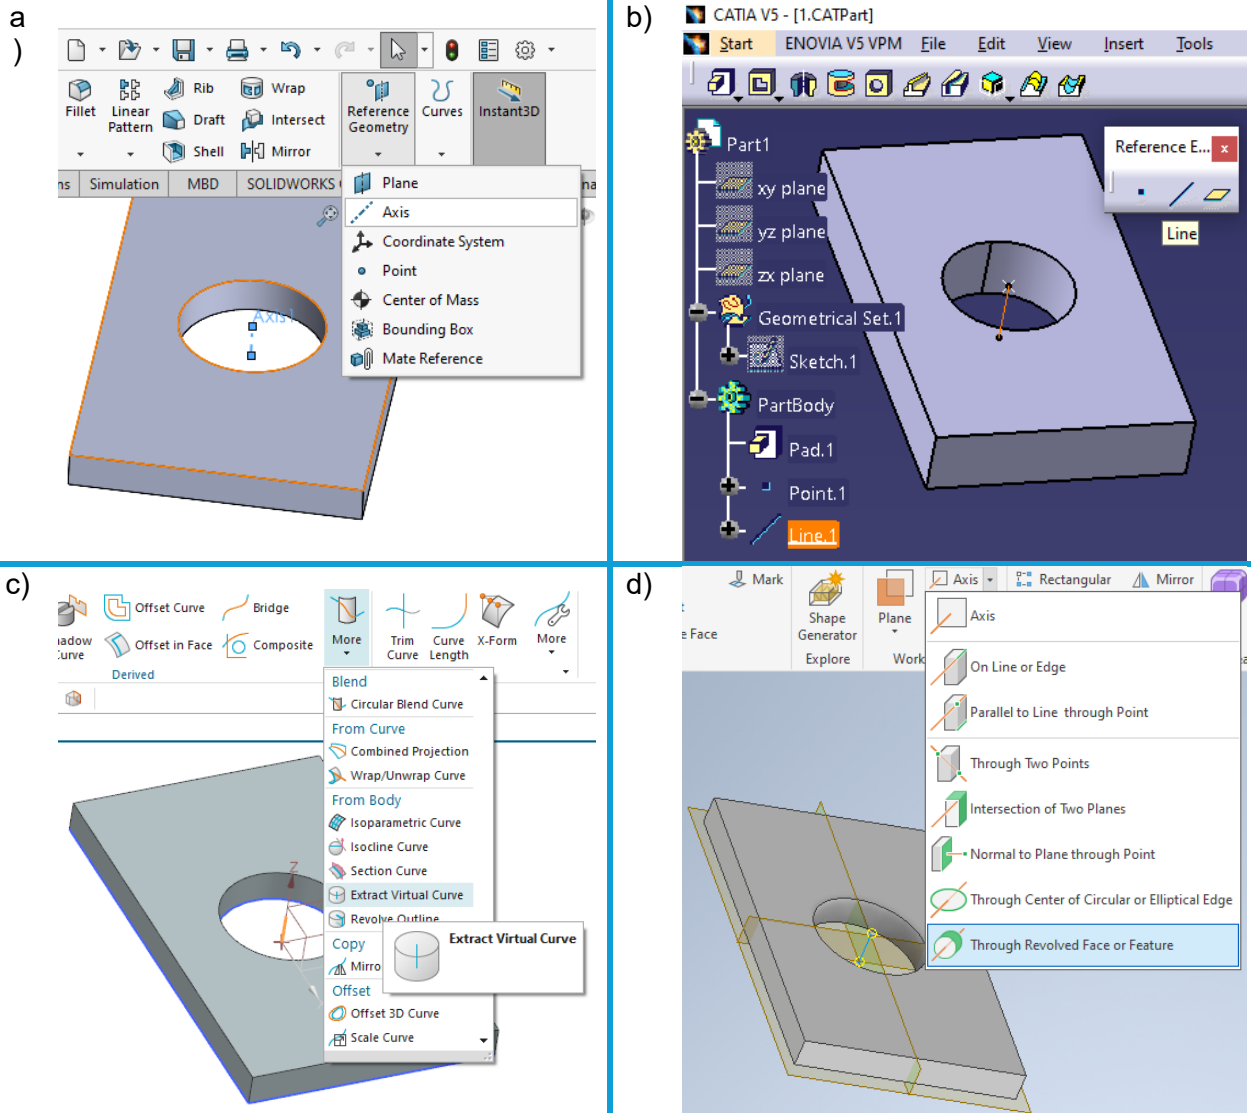 a
)
Fillet
Linear
Pattern
Rib
Draft
Shell
Wrap
Intersect
Mirror
Reference
Geometry
Curves
Instant3D
Simulation
MBD
SOLIDWORKS
Plane
Axis
Coordinate System
Point
Center of Mass
Bounding Box
Mate Reference
Axis1
b)
CATIA V5 - [1.CATPart]
Start ENOVIA V5 VPM File Edit View Insert Tools
Part1
xy plane
yz plane
zx plane
Geometrical Set.1
Sketch.1
PartBody
Pad.1
Point.1
Line.1
Reference E... x
Line
c)
Offset Curve
Bridge
Offset in Face
Composite
Derived
More
Trim
Curve
Curve
Length
X-Form
More
Blend
Circular Blend Curve
From Curve
Combined Projection
Wrap/Unwrap Curve
From Body
Isoparametric Curve
Isocline Curve
Section Curve
Extract Virtual Curve
Revolve Outline
Copy
Mirro
Offset
Offset 3D Curve
Scale Curve
Extract Virtual Curve
Z
d)
Mark
e Face
Shape
Generator
Explore
Plane
Work
Axis
Rectangular
Mirror
Axis
On Line or Edge
Parallel to Line through Point
Through Two Points
Intersection of Two Planes
Normal to Plane through Point
Through Center of Circular or Elliptical Edge
Through Revolved Face or Feature